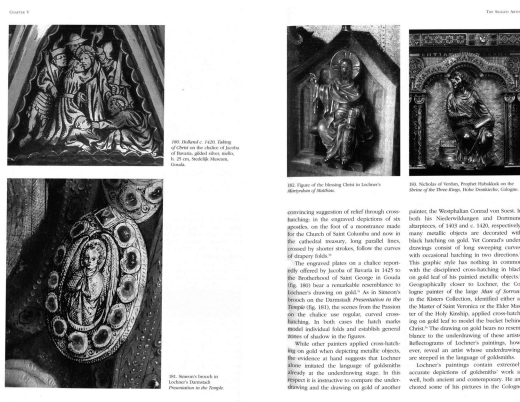 CHAPTER V
180. Holland c. 1420, Taking
of Christ on the chalice of Jacoba
of Bavaria, gilded silver, niello,
h. 25 cm, Stedelijk Museum,
Gouda.
181. Simeon's brooch in
Lochner's Darmstadt
Presentation in the Temple.
182. Figure of the blessing Christ in Lochner's
Martyrdom of Matthias.
183. Nicholas of Verdun, Prophet Habakkuk on the
Shrine of the Three Kings, Cologne.
convincing suggestion of relief through cross-
hatching: in the engraved depictions of six
apostles, on the foot of a monstrance made
for the Church of Saint Columba and now in
the cathedral treasury, long parallel lines,
crossed by shorter strokes, follow the curves
of drapery folds.
The engraved plates on a chalice report-
edly offered by Jacoba of Bavaria in 1425 to
the Brotherhood of Saint George in Gouda
(fig. 180) bear a remarkable resemblance to
Lochner's drawing on gold. As in Simeon's
brooch on the Darmstadt Presentation in the
Temple (fig. 181), the scenes from the Passion
on the chalice use regular, curved cross-
hatching. In both cases the hatch marks
model individual folds and establish general
zones of shadow in the figures.
While other painters applied cross-hatch-
ing on gold when depicting metallic objects,
the evidence at hand suggests that Lochner
alone imitated the language of goldsmiths
already at the underdrawing stage. In this
respect it is instructive to compare the under-
drawing and the drawing on gold of another
painter, the Westphalian Conrad von Soest. In
both his Niederwildungen and Dortmund
altarpieces, of 1403 and c. 1420, respectively,
many metallic objects are decorated with
black hatching on gold. Yet Conrad's under-
drawings consist of long sweeping curves
with occasional hatching in two directions.
This graphic style has nothing in common
with the disciplined cross-hatching in black
on gold leaf of his painted metallic objects.
Geographically closer to Lochner, the Co-
logne painter of the large Man of Sorrows
in the Kisters Collection, identified either as
the Master of Saint Veronica or the Elder Mas-
ter of the Holy Kinship, applied cross-hatch-
ing on gold leaf to model the bucket behind
Christ. The drawing on gold bears no resem-
blance to the underdrawing of these artists.
Reflectograms of Lochner's paintings, how-
ever, reveal an artist whose underdrawings
are steeped in the language of goldsmiths.
Lochner's paintings contain extremely
accurate depictions of goldsmiths' work as
well, both ancient and contemporary. He an-
chored some of his pictures in the Cologne